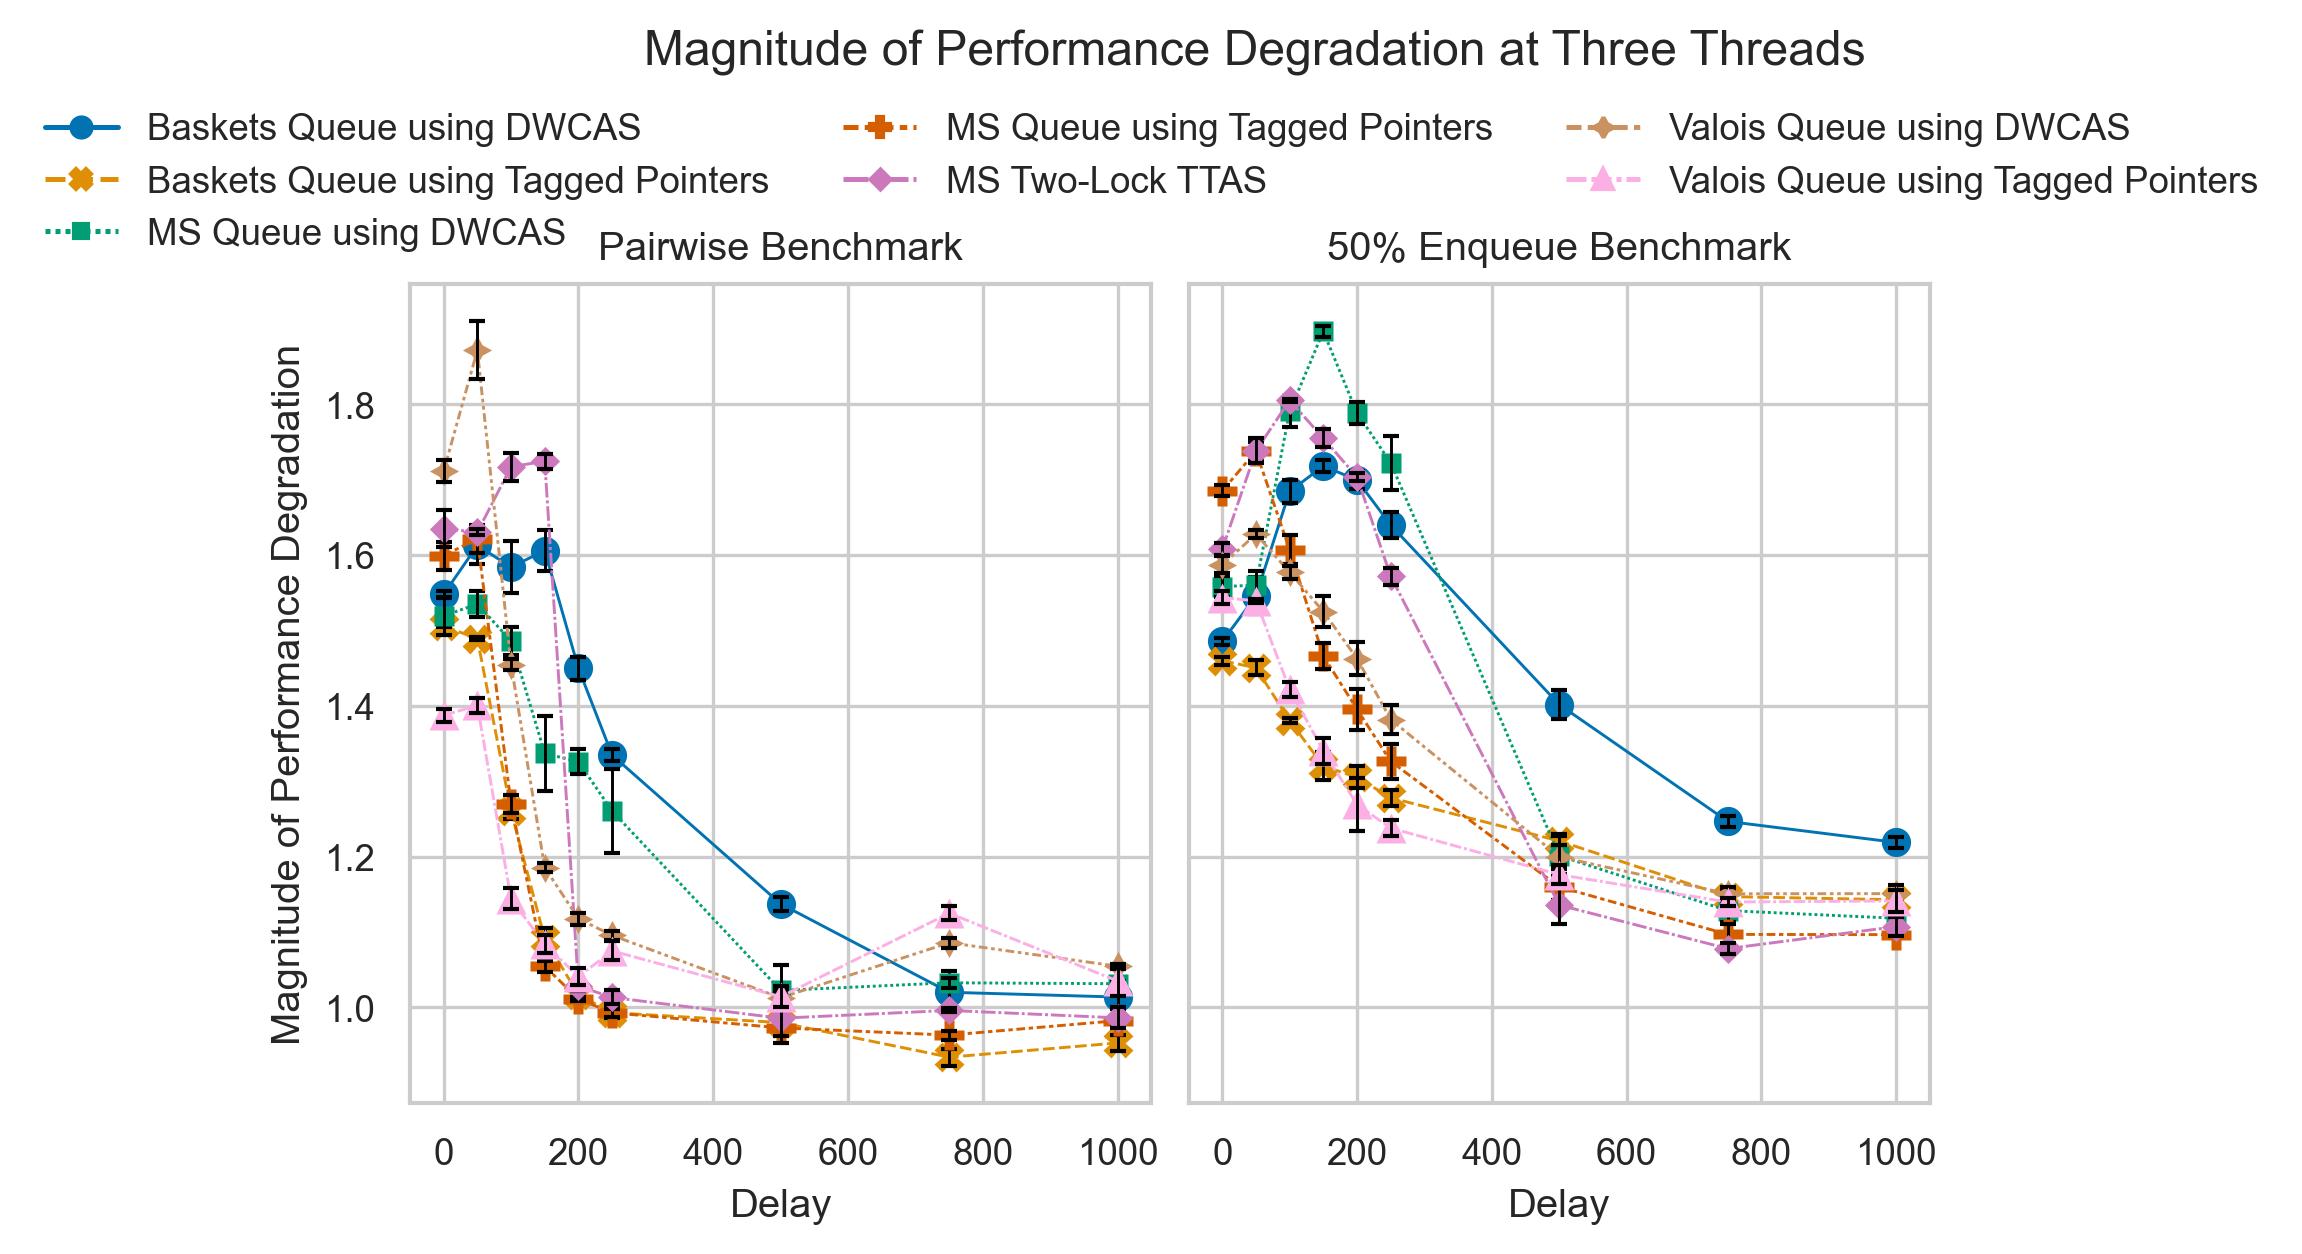 Magnitude of Performance Degradation at Three Threads
Baskets Queue using DWCAS
Baskets Queue using Tagged Pointers
MS Queue using DWCAS
MS Queue using Tagged Pointers
MS Two-Lock TTAS
Valois Queue using DWCAS
Valois Queue using Tagged Pointers
Pairwise Benchmark
50% Enqueue Benchmark
Magnitude of Performance Degradation
1.8
1.6
1.4
1.2
1.0
0 200 400 600 800 1000
0 200 400 600 800 1000
Delay
Delay